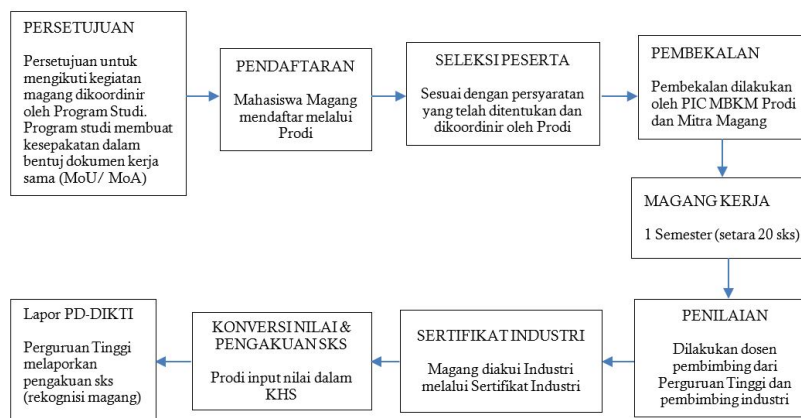 PERSETUJUAN
Persetujuan untuk
mengikuti kegiatan
magang dikoordinir
oleh Program Studi.
Program studi membuat
kesepakatan dalam
bentuj dokumen kerja
sama (MoU/ MoA)
PENDAFTARAN
Mahasiswa Magang
mendaftar melalui
Prodi
SELEKSI PESERTA
Sesuai dengan persyaratan
yang telah ditentukan dan
dikoordinir oleh Prodi
PEMBEKALAN
Pembekalan dilakukan
oleh PIC MBKM Prodi
dan Mitra Magang
MAGANG KERJA
1 Semester (setara 20 sks)
PENILAIAN
Dilakukan dosen
pembimbing dari
Perguruan Tinggi dan
pembimbing industri
SERTIFIKAT INDUSTRI
Magang diakui Industri
melalui Sertifikat Industri
KONVERSI NILAI &
PENGAKUAN SKS
Prodi input nilai dalam
KHS
Lapor PD-DIKTI
Perguruan Tinggi
melaporkan
pengakuan sks
(rekognisi magang)